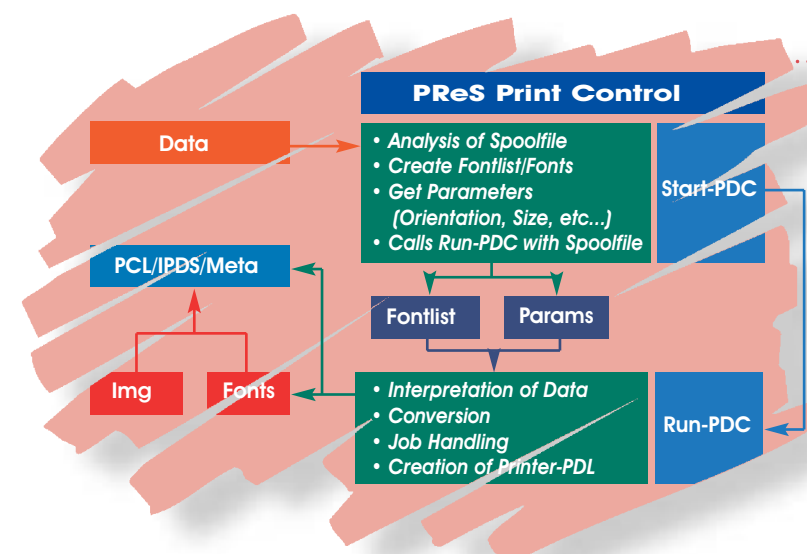 PReS Print Control
Data
• Analysis of Spoolfile
• Create Fontlist/Fonts
• Get Parameters
(Orientation, Size, etc...)
• Calls Run-PDC with Spoolfile
Start-PDC
PCL/IPDS/Meta
Fontlist
Params
Img
Fonts
• Interpretation of Data
• Conversion
• Job Handling
• Creation of Printer-PDL
Run-PDC